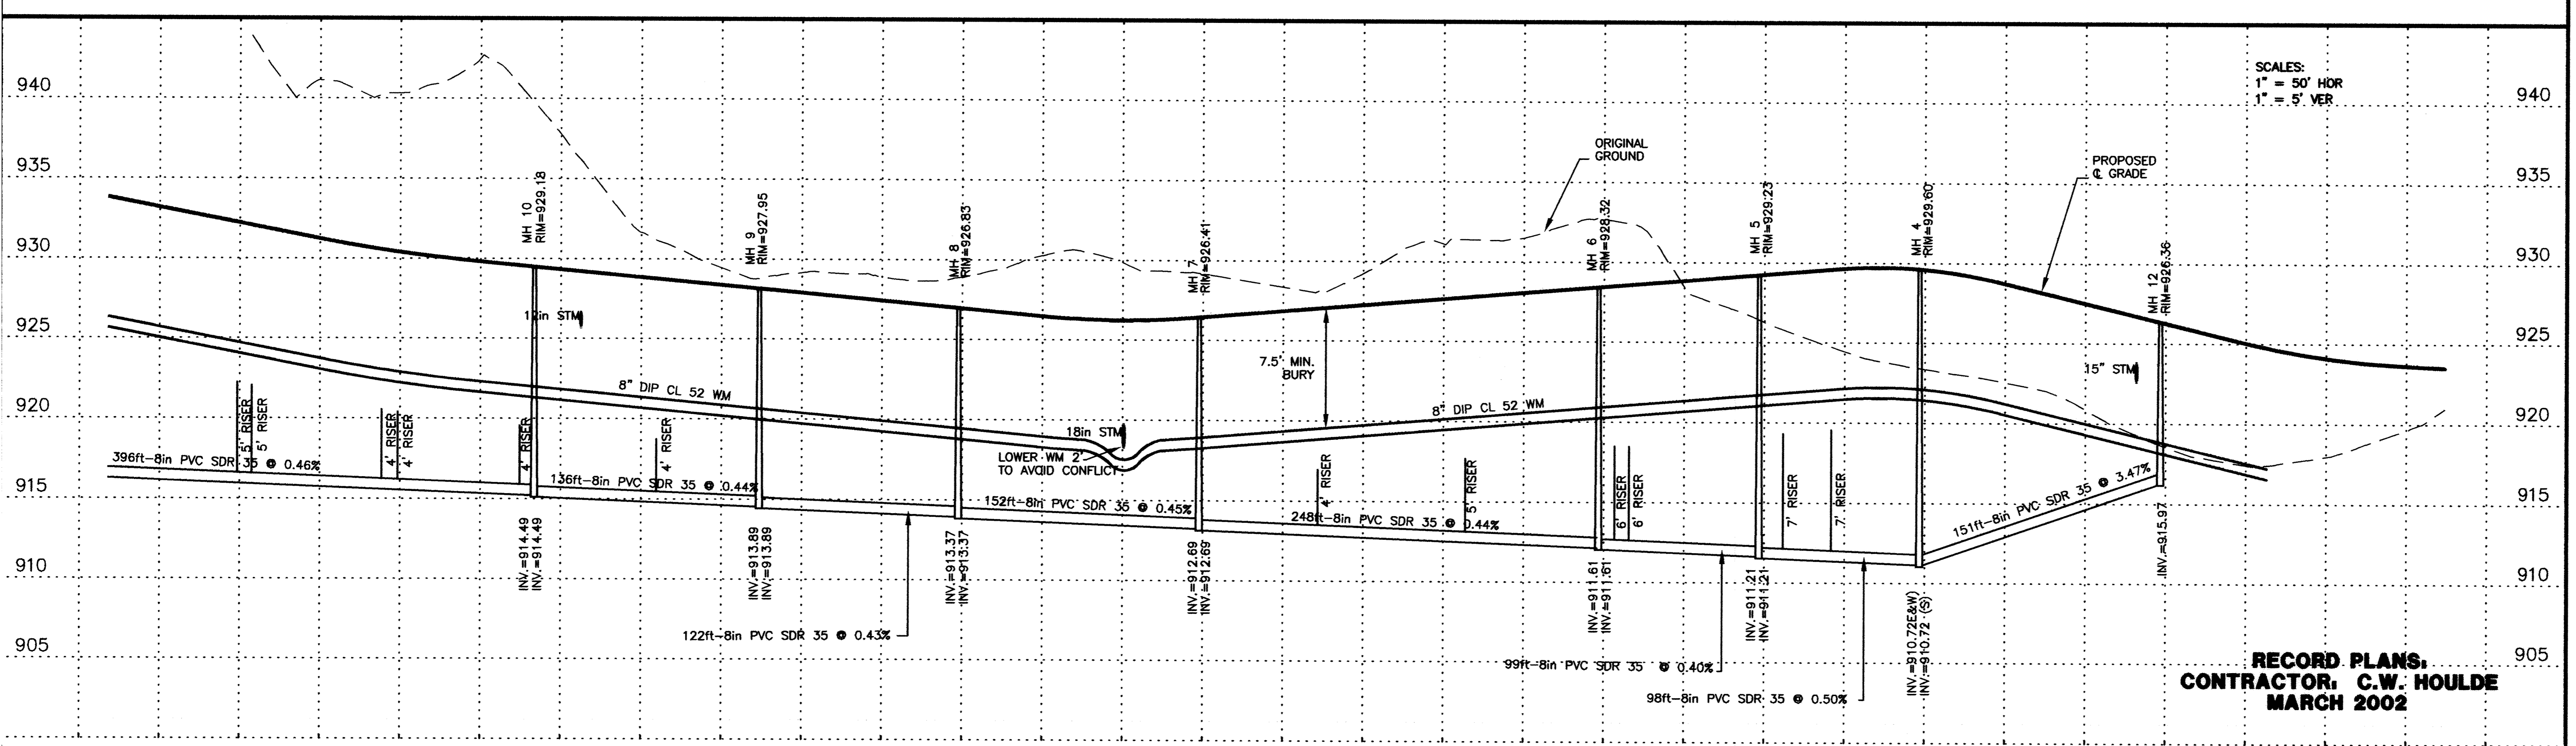 SCALES:
1" = 50' HOR
1" = 5' VER
940
940
935
935
930
930
925
925
920
920
915
915
910
910
905
905
ORIGINAL
GROUND
PROPOSED
℄ GRADE
MH 10
RIM=929.18
MH 9
RIM=927.95
MH 8
RIM=926.83
MH 7
RIM=926.41
MH 6
RIM=928.32
MH 5
RIM=929.23
MH 4
RIM=929.60
MH 12
RIM=926.36
12in STM
18in STM
15" STM
7.5' MIN.
BURY
8" DIP CL 52 WM
8" DIP CL 52 WM
LOWER WM 2'
TO AVOID CONFLICT
5' RISER
5' RISER
4' RISER
4' RISER
4' RISER
4' RISER
4' RISER
5' RISER
6' RISER
6' RISER
7' RISER
7' RISER
396ft-8in PVC SDR 35 @ 0.46%
136ft-8in PVC SDR 35 @ 0.44%
152ft-8in PVC SDR 35 @ 0.45%
248ft-8in PVC SDR 35 @ 0.44%
151ft-8in PVC SDR 35 @ 3.47%
122ft-8in PVC SDR 35 @ 0.43%
99ft-8in PVC SDR 35 @ 0.40%
98ft-8in PVC SDR 35 @ 0.50%
INV.=914.49
INV.=914.49
INV.=913.89
INV.=913.89
INV.=913.37
INV.=913.37
INV.=912.69
INV.=912.69
INV.=911.61
INV.=911.61
INV.=911.21
INV.=911.21
INV.=910.72E&W)
INV.=910.72 (S)
INV.=915.97
RECORD PLANS:
CONTRACTOR: C.W. HOULDE
MARCH 2002